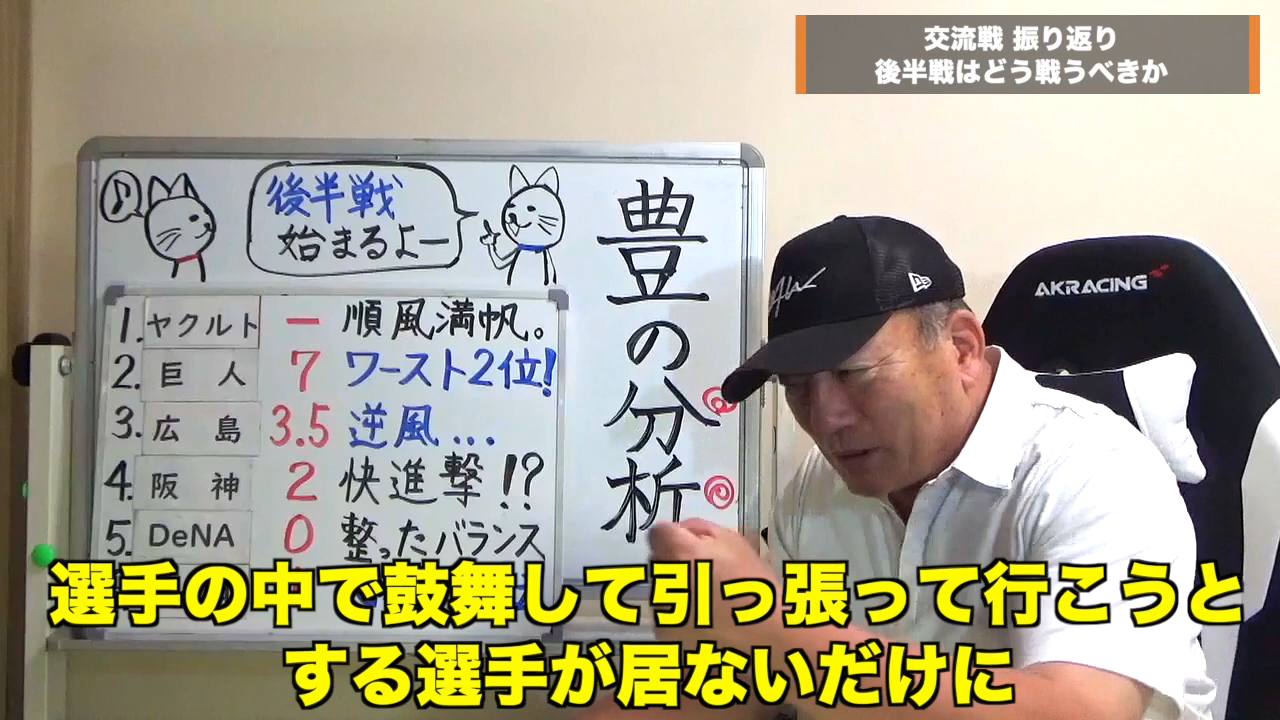 交流戦 振り返り
後半戦はどう戦うべきか
後半戦
始まるよー
豊の分析
1. ヤクルト ー 順風満帆。
2. 巨人 7 ワースト2位!
3. 広島 3.5 逆風...
4. 阪神 2 快進撃!?
5. DeNA 0 整ったバランス
AKRACING
選手の中で鼓舞して引っ張って行こうと
する選手が居ないだけに